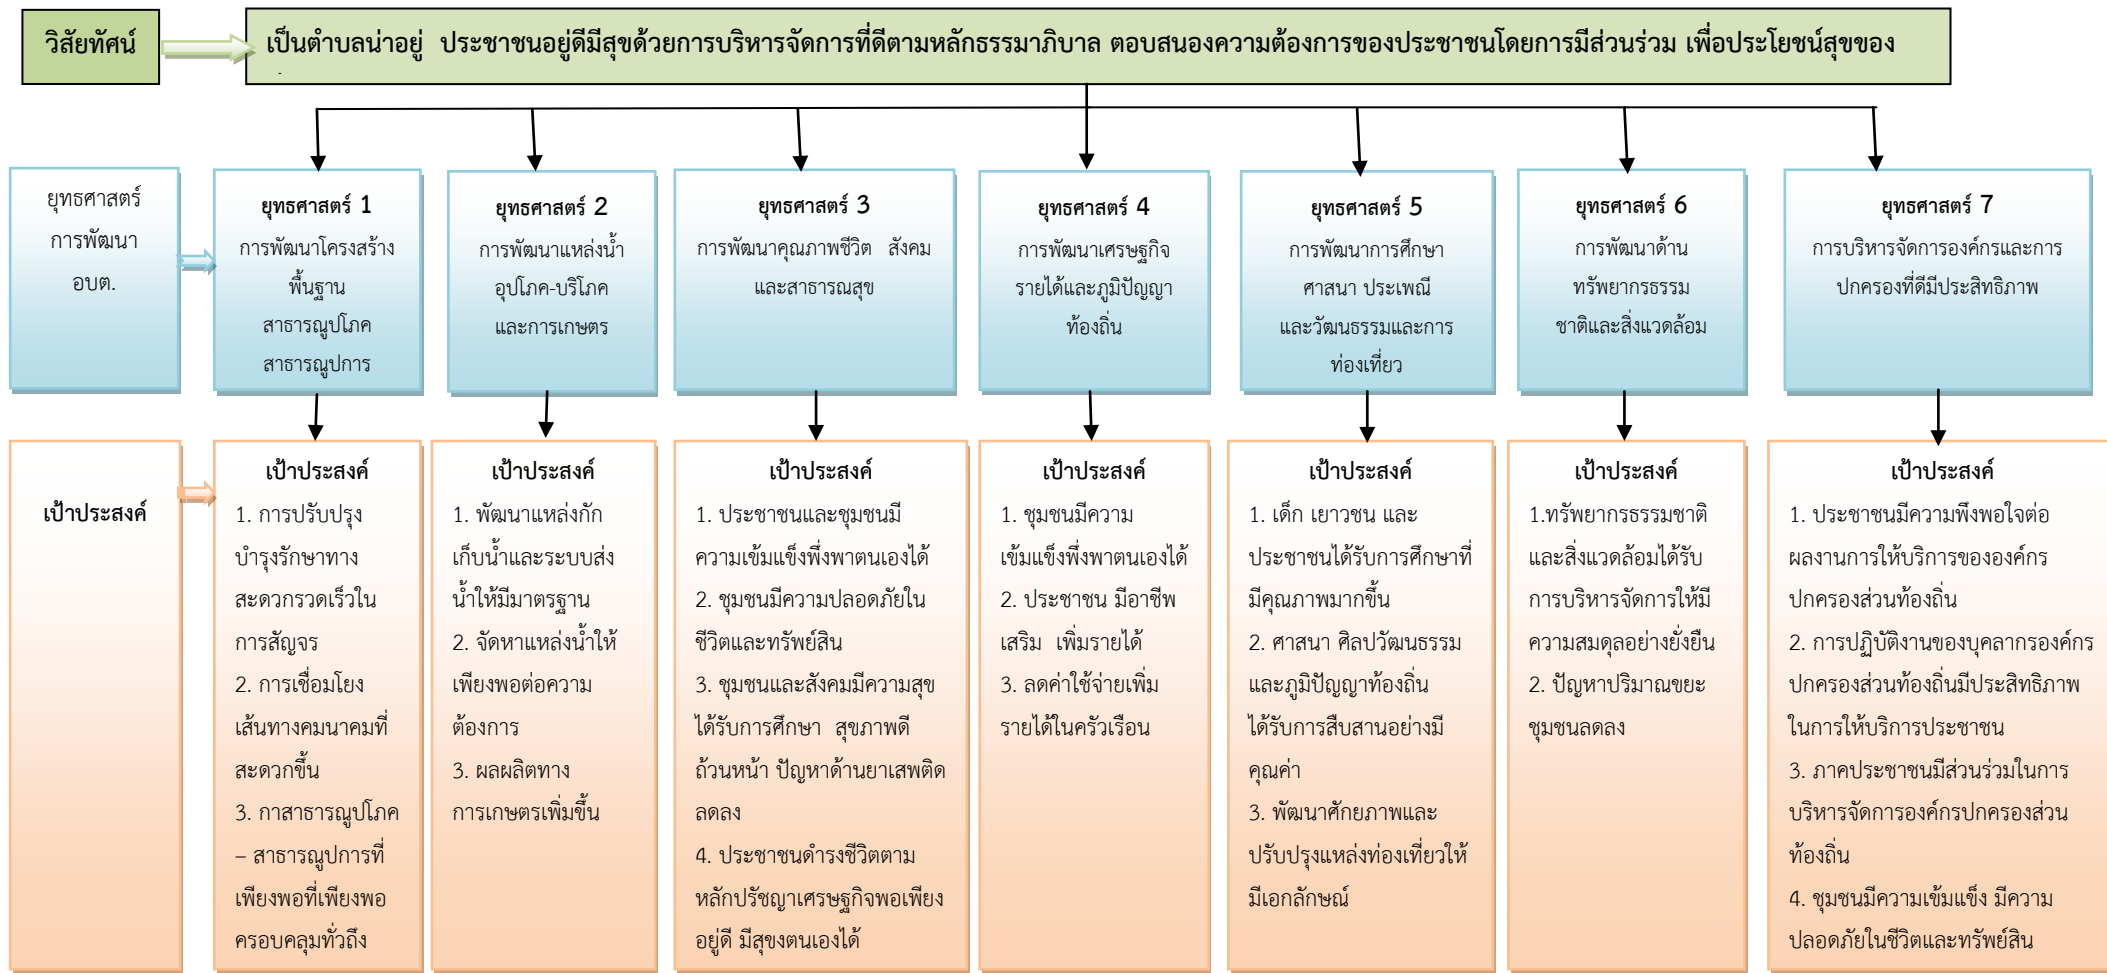 วิสัยทัศน์
เป็นตำบลน่าอยู่ ประชาชนอยู่ดีมีสุขด้วยการบริหารจัดการที่ดีตามหลักธรรมาภิบาล ตอบสนองความต้องการของประชาชนโดยการมีส่วนร่วม เพื่อประโยชน์สุขของ
ยุทธศาสตร์
การพัฒนา
อบต.
ยุทธศาสตร์ 1
การพัฒนาโครงสร้าง
พื้นฐาน
สาธารณูปโภค
สาธารณูปการ
ยุทธศาสตร์ 2
การพัฒนาแหล่งน้ำ
อุปโภค-บริโภค
และการเกษตร
ยุทธศาสตร์ 3
การพัฒนาคุณภาพชีวิต สังคม
และสาธารณสุข
ยุทธศาสตร์ 4
การพัฒนาเศรษฐกิจ
รายได้และภูมิปัญญา
ท้องถิ่น
ยุทธศาสตร์ 5
การพัฒนาการศึกษา
ศาสนา ประเพณี
และวัฒนธรรมและการ
ท่องเที่ยว
ยุทธศาสตร์ 6
การพัฒนาด้าน
ทรัพยากรธรรม
ชาติและสิ่งแวดล้อม
ยุทธศาสตร์ 7
การบริหารจัดการองค์กรและการ
ปกครองที่ดีมีประสิทธิภาพ
เป้าประสงค์
เป้าประสงค์
1. การปรับปรุง
บำรุงรักษาทาง
สะดวกรวดเร็วใน
การสัญจร
2. การเชื่อมโยง
เส้นทางคมนาคมที่
สะดวกขึ้น
3. กาสาธารณูปโภค
– สาธารณูปการที่
เพียงพอที่เพียงพอ
ครอบคลุมทั่วถึง
เป้าประสงค์
1. พัฒนาแหล่งกัก
เก็บน้ำและระบบส่ง
น้ำให้มีมาตรฐาน
2. จัดหาแหล่งน้ำให้
เพียงพอต่อความ
ต้องการ
3. ผลผลิตทาง
การเกษตรเพิ่มขึ้น
เป้าประสงค์
1. ประชาชนและชุมชนมี
ความเข้มแข็งพึ่งพาตนเองได้
2. ชุมชนมีความปลอดภัยใน
ชีวิตและทรัพย์สิน
3. ชุมชนและสังคมมีความสุข
ได้รับการศึกษา สุขภาพดี
ถ้วนหน้า ปัญหาด้านยาเสพติด
ลดลง
4. ประชาชนดำรงชีวิตตาม
หลักปรัชญาเศรษฐกิจพอเพียง
อยู่ดี มีสุขงตนเองได้
เป้าประสงค์
1. ชุมชนมีความ
เข้มแข็งพึ่งพาตนเองได้
2. ประชาชน มีอาชีพ
เสริม เพิ่มรายได้
3. ลดค่าใช้จ่ายเพิ่ม
รายได้ในครัวเรือน
เป้าประสงค์
1. เด็ก เยาวชน และ
ประชาชนได้รับการศึกษาที่
มีคุณภาพมากขึ้น
2. ศาสนา ศิลปวัฒนธรรม
และภูมิปัญญาท้องถิ่น
ได้รับการสืบสานอย่างมี
คุณค่า
3. พัฒนาศักยภาพและ
ปรับปรุงแหล่งท่องเที่ยวให้
มีเอกลักษณ์
เป้าประสงค์
1.ทรัพยากรธรรมชาติ
และสิ่งแวดล้อมได้รับ
การบริหารจัดการให้มี
ความสมดุลอย่างยั่งยืน
2. ปัญหาปริมาณขยะ
ชุมชนลดลง
เป้าประสงค์
1. ประชาชนมีความพึงพอใจต่อ
ผลงานการให้บริการขององค์กร
ปกครองส่วนท้องถิ่น
2. การปฏิบัติงานของบุคลากรองค์กร
ปกครองส่วนท้องถิ่นมีประสิทธิภาพ
ในการให้บริการประชาชน
3. ภาคประชาชนมีส่วนร่วมในการ
บริหารจัดการองค์กรปกครองส่วน
ท้องถิ่น
4. ชุมชนมีความเข้มแข็ง มีความ
ปลอดภัยในชีวิตและทรัพย์สิน